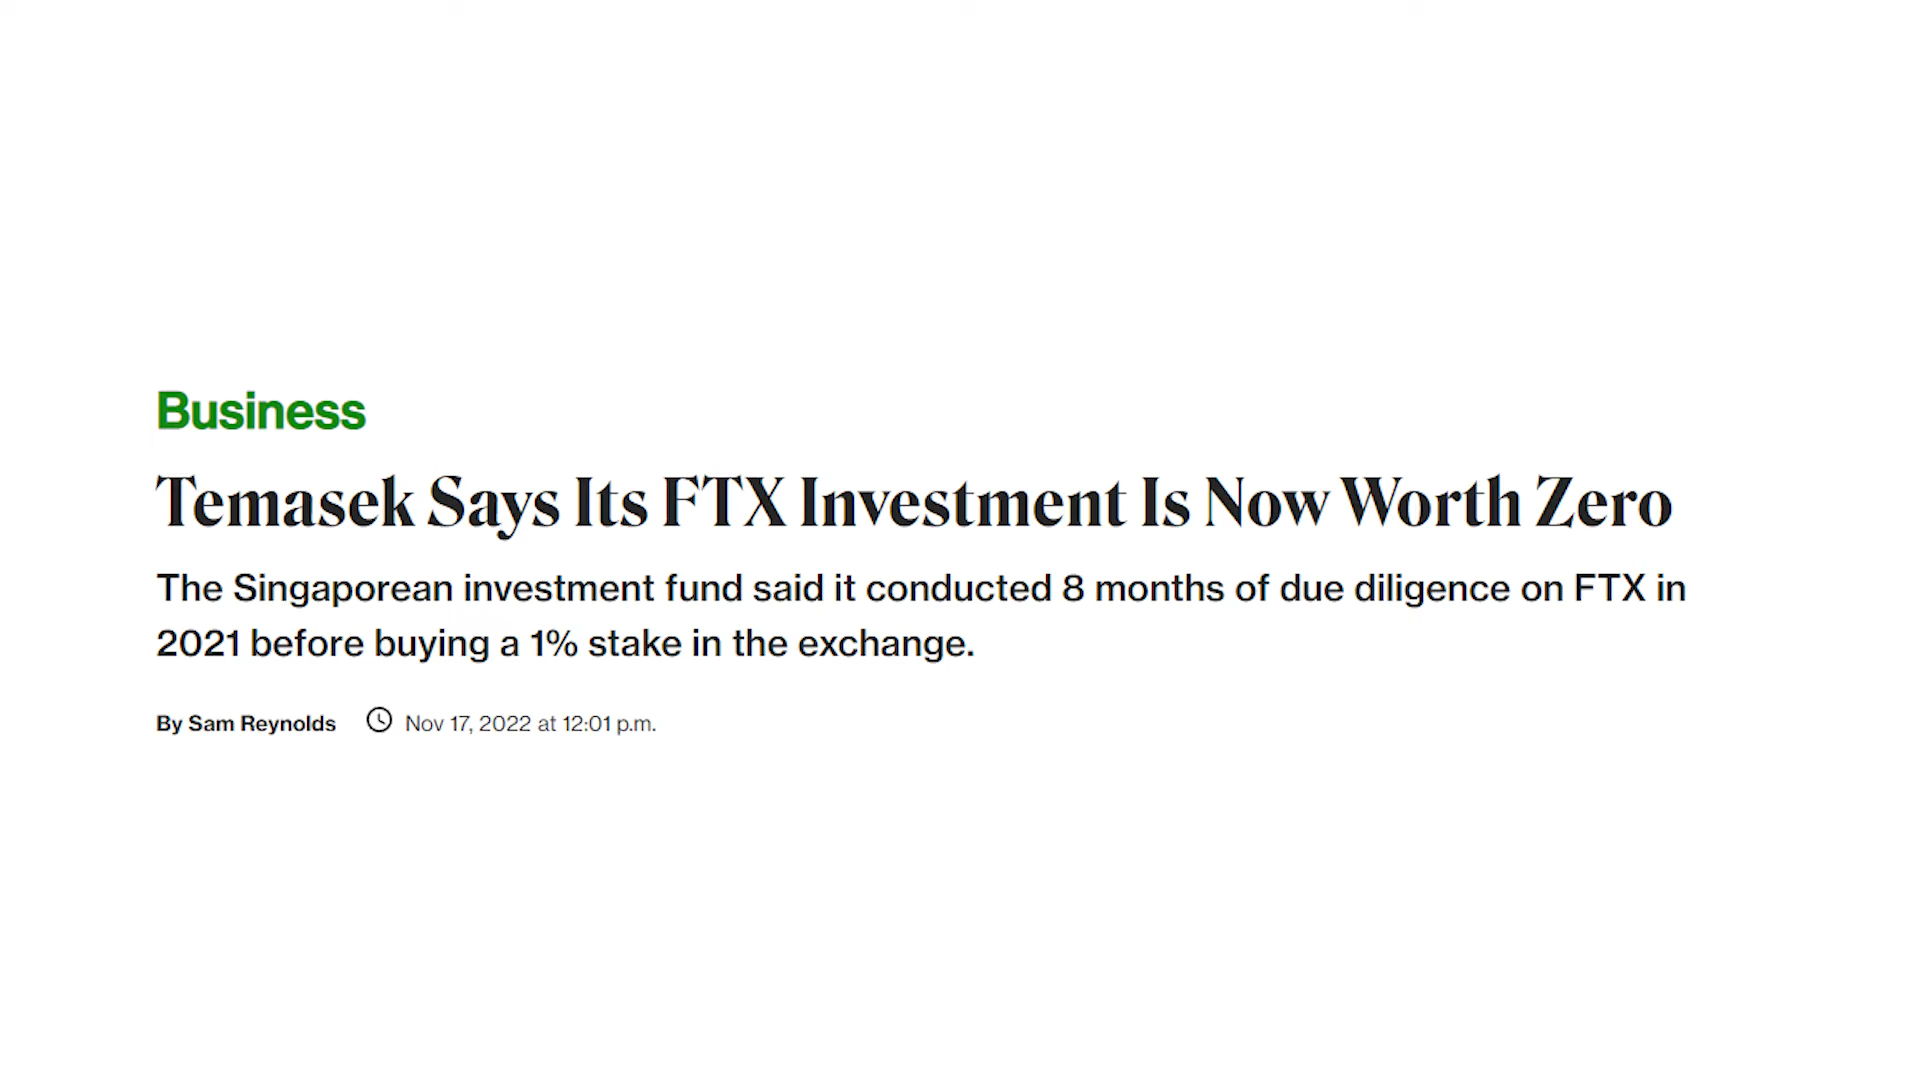 Business
Temasek Says Its FTX Investment Is Now Worth Zero
The Singaporean investment fund said it conducted 8 months of due diligence on FTX in
2021 before buying a 1% stake in the exchange.
By Sam Reynolds Nov 17, 2022 at 12:01 p.m.